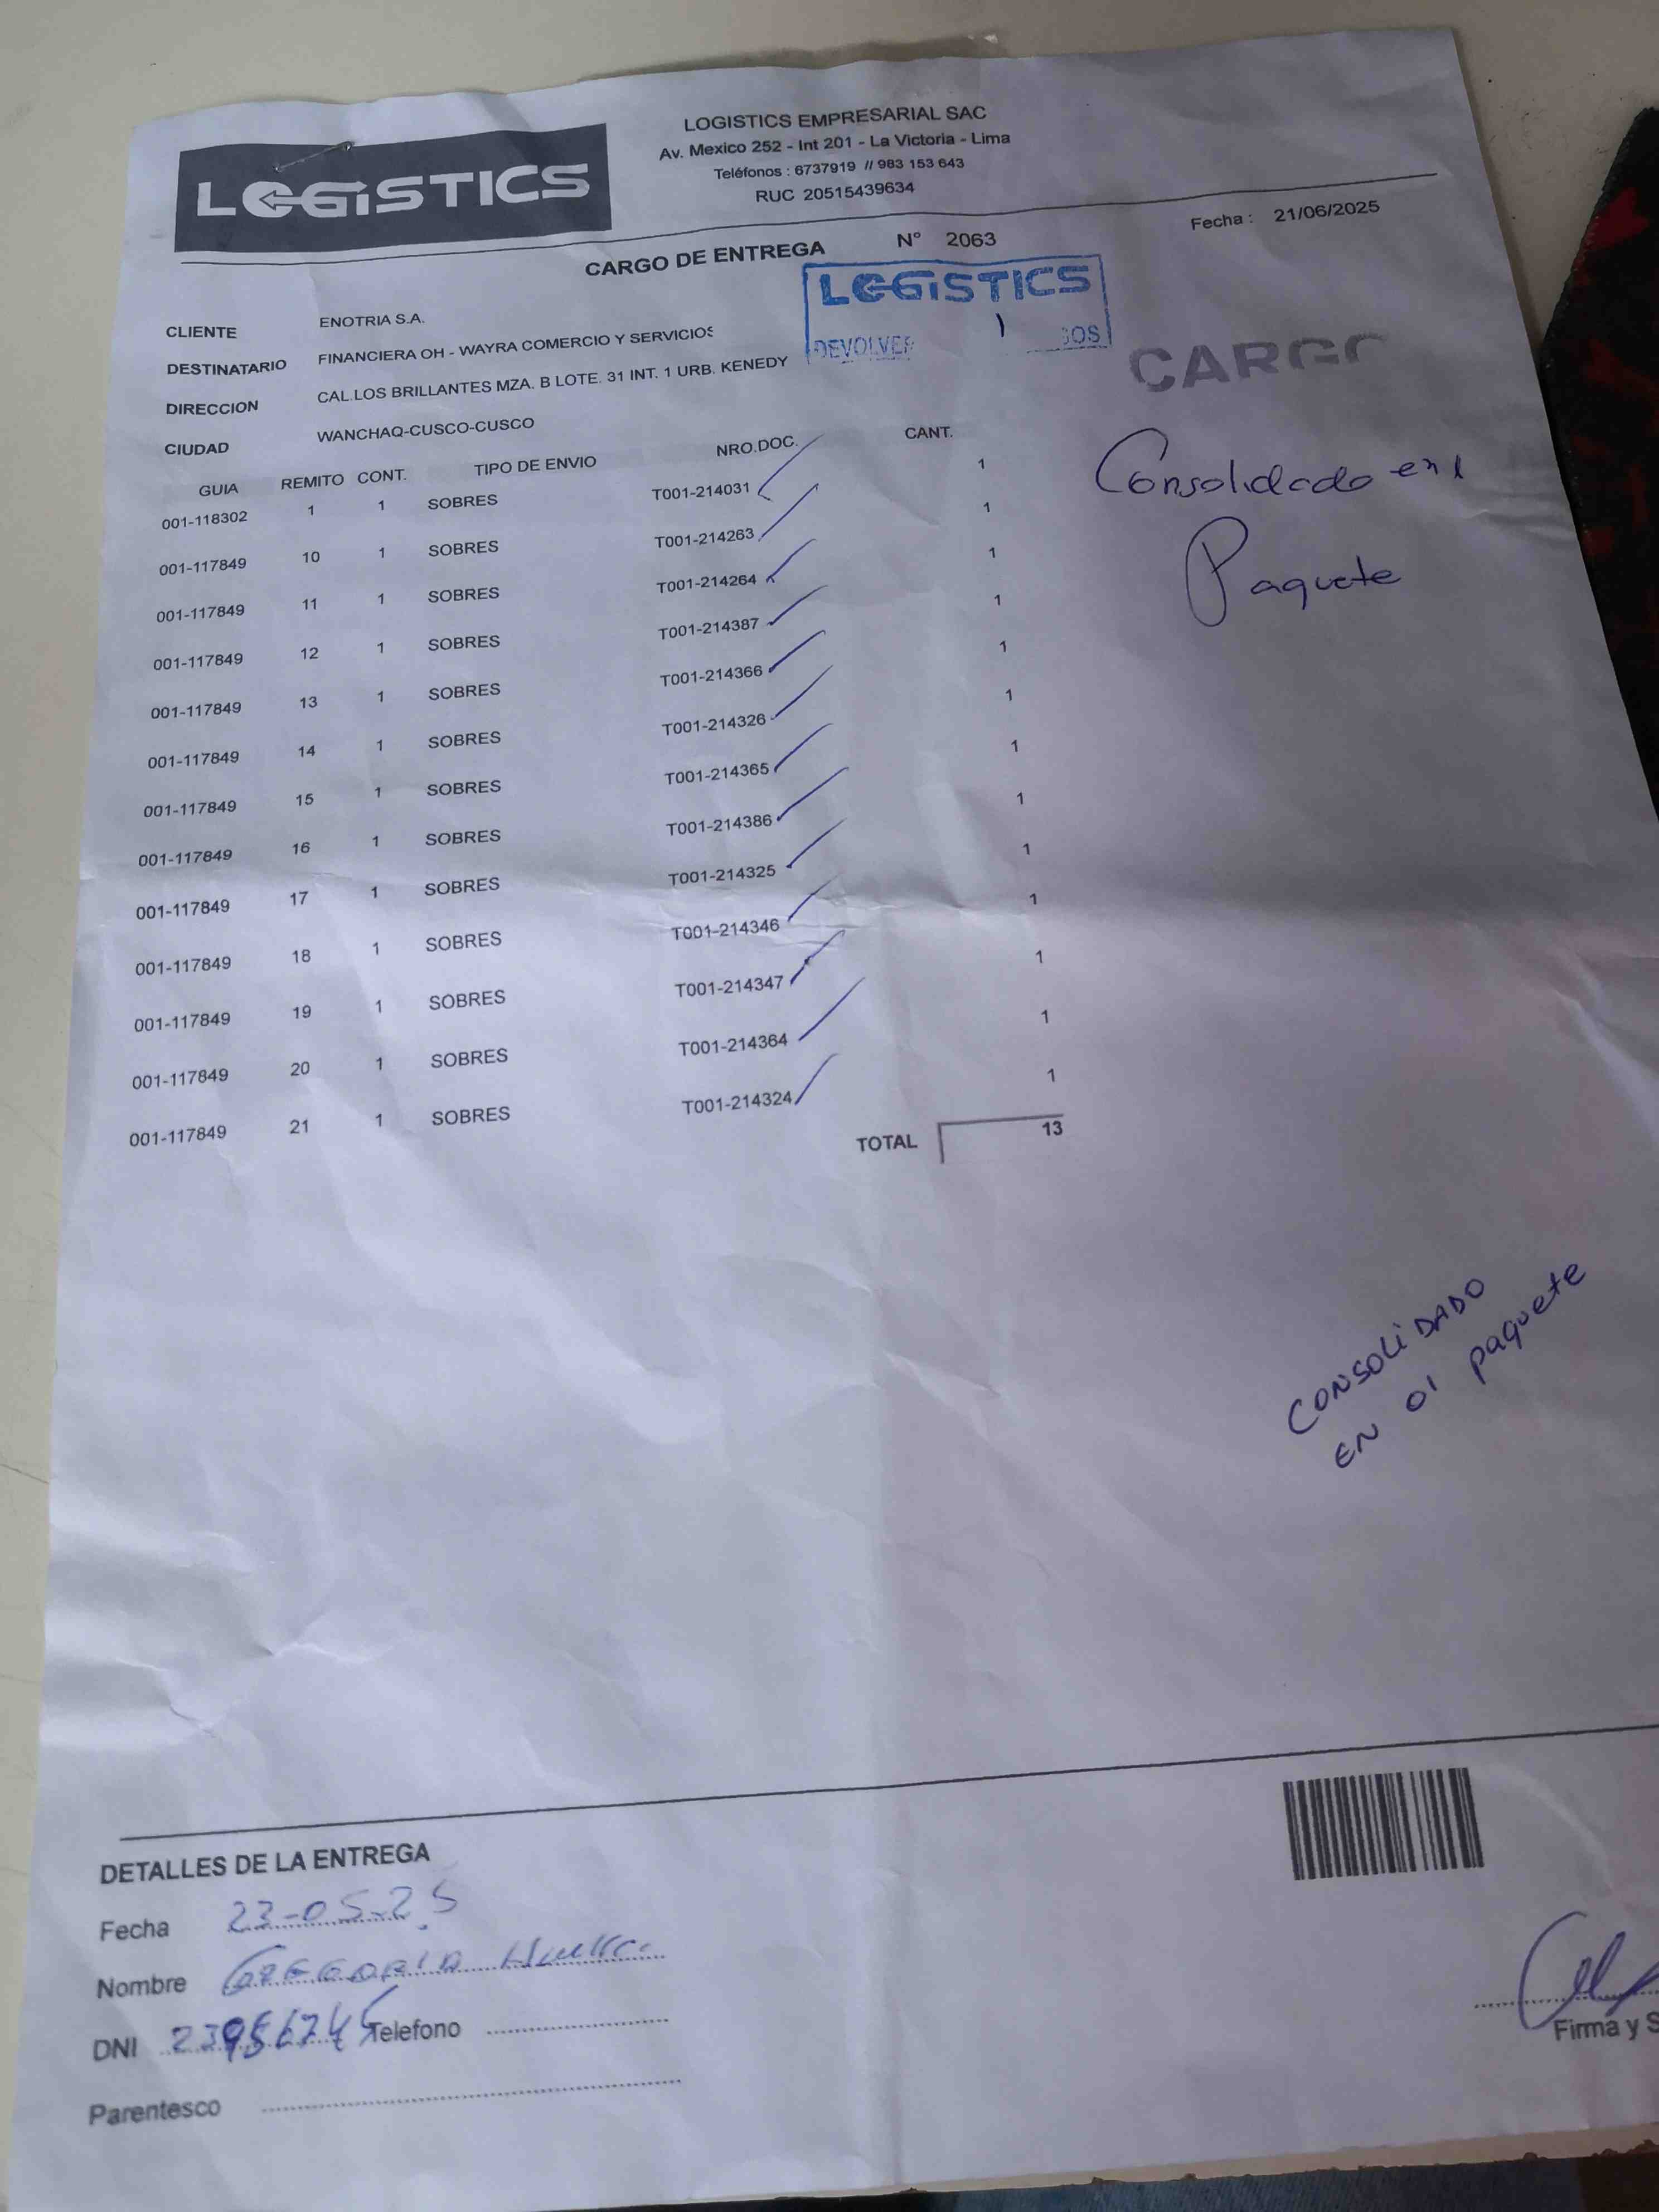 LOGISTICS
LOGISTICS EMPRESARIAL SAC
Av. Mexico 252 - Int 201 - La Victoria - Lima
Teléfonos : 6737919 // 983 153 643
RUC 20515439634
CARGO DE ENTREGA N° 2063
Fecha : 21/06/2025
LOGISTICS
DEVOLVER
CARGO
CLIENTE ENOTRIA S.A.
DESTINATARIO FINANCIERA OH - WAYRA COMERCIO Y SERVICIOS
DIRECCION CAL.LOS BRILLANTES MZA. B LOTE. 31 INT. 1 URB. KENEDY
CIUDAD WANCHAQ-CUSCO-CUSCO
GUIA REMITO CONT. TIPO DE ENVIO NRO.DOC. CANT.
001-118302 1 1 SOBRES T001-214031 1
001-117849 10 1 SOBRES T001-214263 1
001-117849 11 1 SOBRES T001-214264 1
001-117849 12 1 SOBRES T001-214387 1
001-117849 13 1 SOBRES T001-214366 1
001-117849 14 1 SOBRES T001-214326 1
001-117849 15 1 SOBRES T001-214365 1
001-117849 16 1 SOBRES T001-214386 1
001-117849 17 1 SOBRES T001-214325 1
001-117849 18 1 SOBRES T001-214346 1
001-117849 19 1 SOBRES T001-214347 1
001-117849 20 1 SOBRES T001-214364 1
001-117849 21 1 SOBRES T001-214324 1
TOTAL 13
Consolidado en 1
Paquete
CONSOLIDADO
EN 01 paquete
DETALLES DE LA ENTREGA
Fecha 23-05-25
Nombre
DNI Telefono
Parentesco
Firma y S